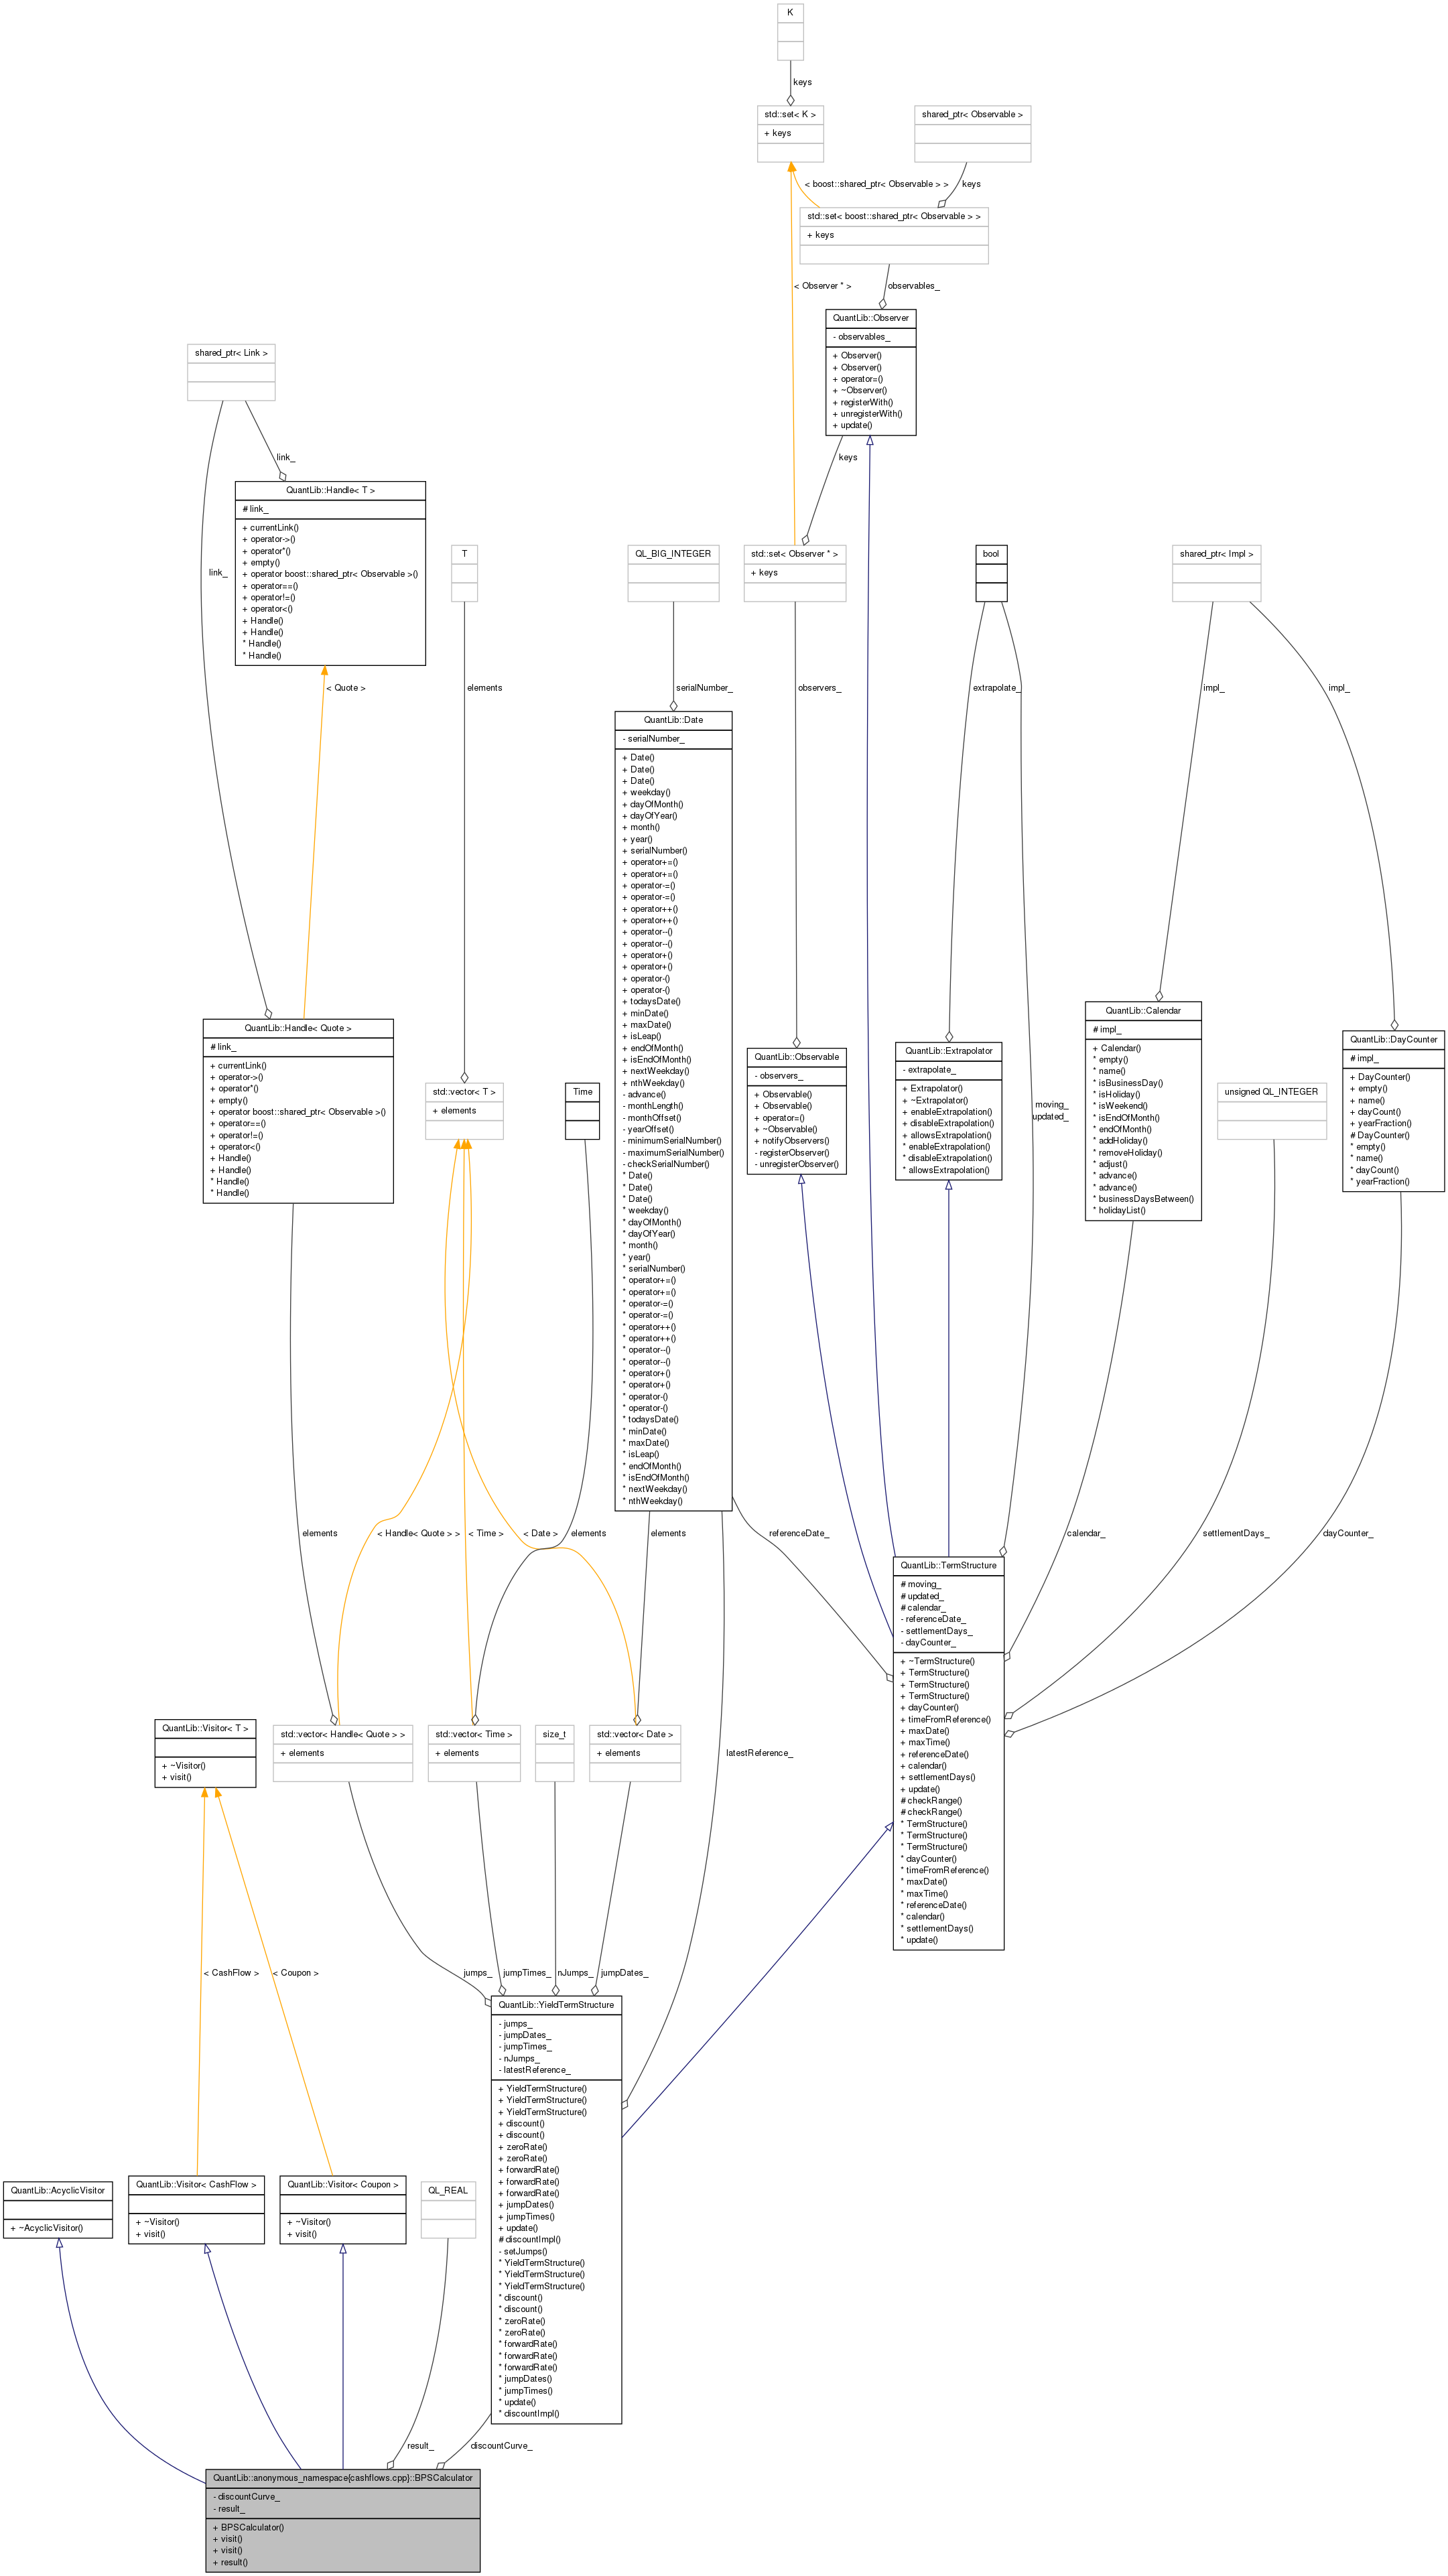 K
keys
std::set< K >
+ keys
shared_ptr< Observable >
< boost::shared_ptr< Observable > >
keys
std::set< boost::shared_ptr< Observable > >
+ keys
< Observer * >
observables_
QuantLib::Observer
- observables_
+ Observer()
+ Observer()
+ operator=()
+ ~Observer()
+ registerWith()
+ unregisterWith()
+ update()
shared_ptr< Link >
link_
keys
QuantLib::Handle< T >
# link_
+ currentLink()
+ operator->()
+ operator*()
+ empty()
+ operator boost::shared_ptr< Observable >()
+ operator==()
+ operator!=()
+ operator<()
+ Handle()
+ Handle()
* Handle()
* Handle()
link_
T
QL_BIG_INTEGER
std::set< Observer * >
+ keys
bool
shared_ptr< Impl >
< Quote >
elements
serialNumber_
observers_
extrapolate_
impl_
impl_
QuantLib::Date
- serialNumber_
+ Date()
+ Date()
+ Date()
+ weekday()
+ dayOfMonth()
+ dayOfYear()
+ month()
+ year()
+ serialNumber()
+ operator+=()
+ operator+=()
+ operator-=()
+ operator-=()
+ operator++()
+ operator++()
+ operator--()
+ operator--()
+ operator+()
+ operator+()
+ operator-()
+ operator-()
+ todaysDate()
+ minDate()
+ maxDate()
+ isLeap()
+ endOfMonth()
+ isEndOfMonth()
+ nextWeekday()
+ nthWeekday()
- advance()
- monthLength()
- monthOffset()
- yearOffset()
- minimumSerialNumber()
- maximumSerialNumber()
- checkSerialNumber()
* Date()
* Date()
* Date()
* weekday()
* dayOfMonth()
* dayOfYear()
* month()
* year()
* serialNumber()
* operator+=()
* operator+=()
* operator-=()
* operator-=()
* operator++()
* operator++()
* operator--()
* operator--()
* operator+()
* operator+()
* operator-()
* operator-()
* todaysDate()
* minDate()
* maxDate()
* isLeap()
* endOfMonth()
* isEndOfMonth()
* nextWeekday()
* nthWeekday()
QuantLib::Handle< Quote >
# link_
+ currentLink()
+ operator->()
+ operator*()
+ empty()
+ operator boost::shared_ptr< Observable >()
+ operator==()
+ operator!=()
+ operator<()
+ Handle()
+ Handle()
* Handle()
* Handle()
std::vector< T >
+ elements
Time
QuantLib::Observable
- observers_
+ Observable()
+ Observable()
+ operator=()
+ ~Observable()
+ notifyObservers()
- registerObserver()
- unregisterObserver()
QuantLib::Extrapolator
- extrapolate_
+ Extrapolator()
+ ~Extrapolator()
+ enableExtrapolation()
+ disableExtrapolation()
+ allowsExtrapolation()
* enableExtrapolation()
* disableExtrapolation()
* allowsExtrapolation()
moving_
updated_
QuantLib::Calendar
# impl_
+ Calendar()
* empty()
* name()
* isBusinessDay()
* isHoliday()
* isWeekend()
* isEndOfMonth()
* endOfMonth()
* addHoliday()
* removeHoliday()
* adjust()
* advance()
* advance()
* businessDaysBetween()
* holidayList()
unsigned QL_INTEGER
QuantLib::DayCounter
# impl_
+ DayCounter()
+ empty()
+ name()
+ dayCount()
+ yearFraction()
# DayCounter()
* empty()
* name()
* dayCount()
* yearFraction()
elements
< Handle< Quote > >
< Time >
< Date >
elements
elements
referenceDate_
calendar_
settlementDays_
dayCounter_
QuantLib::TermStructure
# moving_
# updated_
# calendar_
- referenceDate_
- settlementDays_
- dayCounter_
+ ~TermStructure()
+ TermStructure()
+ TermStructure()
+ TermStructure()
+ dayCounter()
+ timeFromReference()
+ maxDate()
+ maxTime()
+ referenceDate()
+ calendar()
+ settlementDays()
+ update()
# checkRange()
# checkRange()
* TermStructure()
* TermStructure()
* TermStructure()
* dayCounter()
* timeFromReference()
* maxDate()
* maxTime()
* referenceDate()
* calendar()
* settlementDays()
* update()
QuantLib::Visitor< T >
+ ~Visitor()
+ visit()
std::vector< Handle< Quote > >
+ elements
std::vector< Time >
+ elements
size_t
std::vector< Date >
+ elements
latestReference_
< CashFlow >
< Coupon >
jumps_
jumpTimes_
nJumps_
jumpDates_
QuantLib::YieldTermStructure
- jumps_
- jumpDates_
- jumpTimes_
- nJumps_
- latestReference_
+ YieldTermStructure()
+ YieldTermStructure()
+ YieldTermStructure()
+ discount()
+ discount()
+ zeroRate()
+ zeroRate()
+ forwardRate()
+ forwardRate()
+ forwardRate()
+ jumpDates()
+ jumpTimes()
+ update()
# discountImpl()
- setJumps()
* YieldTermStructure()
* YieldTermStructure()
* YieldTermStructure()
* discount()
* discount()
* zeroRate()
* zeroRate()
* forwardRate()
* forwardRate()
* forwardRate()
* jumpDates()
* jumpTimes()
* update()
* discountImpl()
QuantLib::AcyclicVisitor
+ ~AcyclicVisitor()
QuantLib::Visitor< CashFlow >
+ ~Visitor()
+ visit()
QuantLib::Visitor< Coupon >
+ ~Visitor()
+ visit()
QL_REAL
result_
discountCurve_
QuantLib::anonymous_namespace{cashflows.cpp}::BPSCalculator
- discountCurve_
- result_
+ BPSCalculator()
+ visit()
+ visit()
+ result()